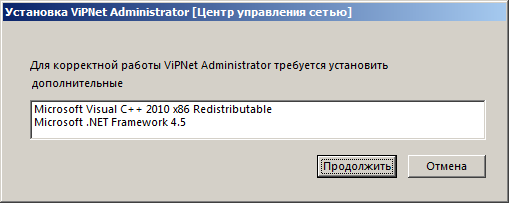 Установка ViPNet Administrator [Центр управления сетью]
Для корректной работы ViPNet Administrator требуется установить
дополнительные
Microsoft Visual C++ 2010 x86 Redistributable
Microsoft .NET Framework 4.5
Продолжить
Отмена